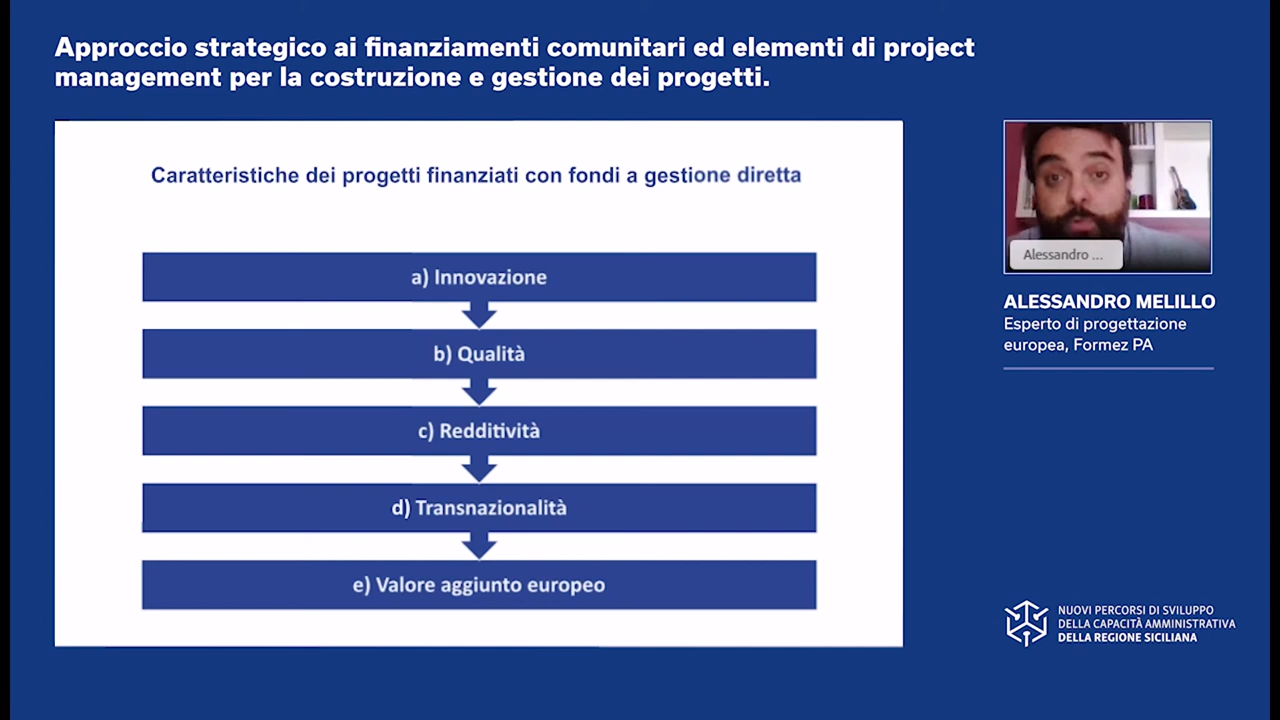 Approccio strategico ai finanziamenti comunitari ed elementi di project
management per la costruzione e gestione dei progetti.
Caratteristiche dei progetti finanziati con fondi a gestione diretta
a) Innovazione
b) Qualità
c) Redditività
d) Transnazionalità
e) Valore aggiunto europeo
Alessandro ...
ALESSANDRO MELILLO
Esperto di progettazione
europea, Formez PA
NUOVI PERCORSI DI SVILUPPO
DELLA CAPACITÀ AMMINISTRATIVA
DELLA REGIONE SICILIANA